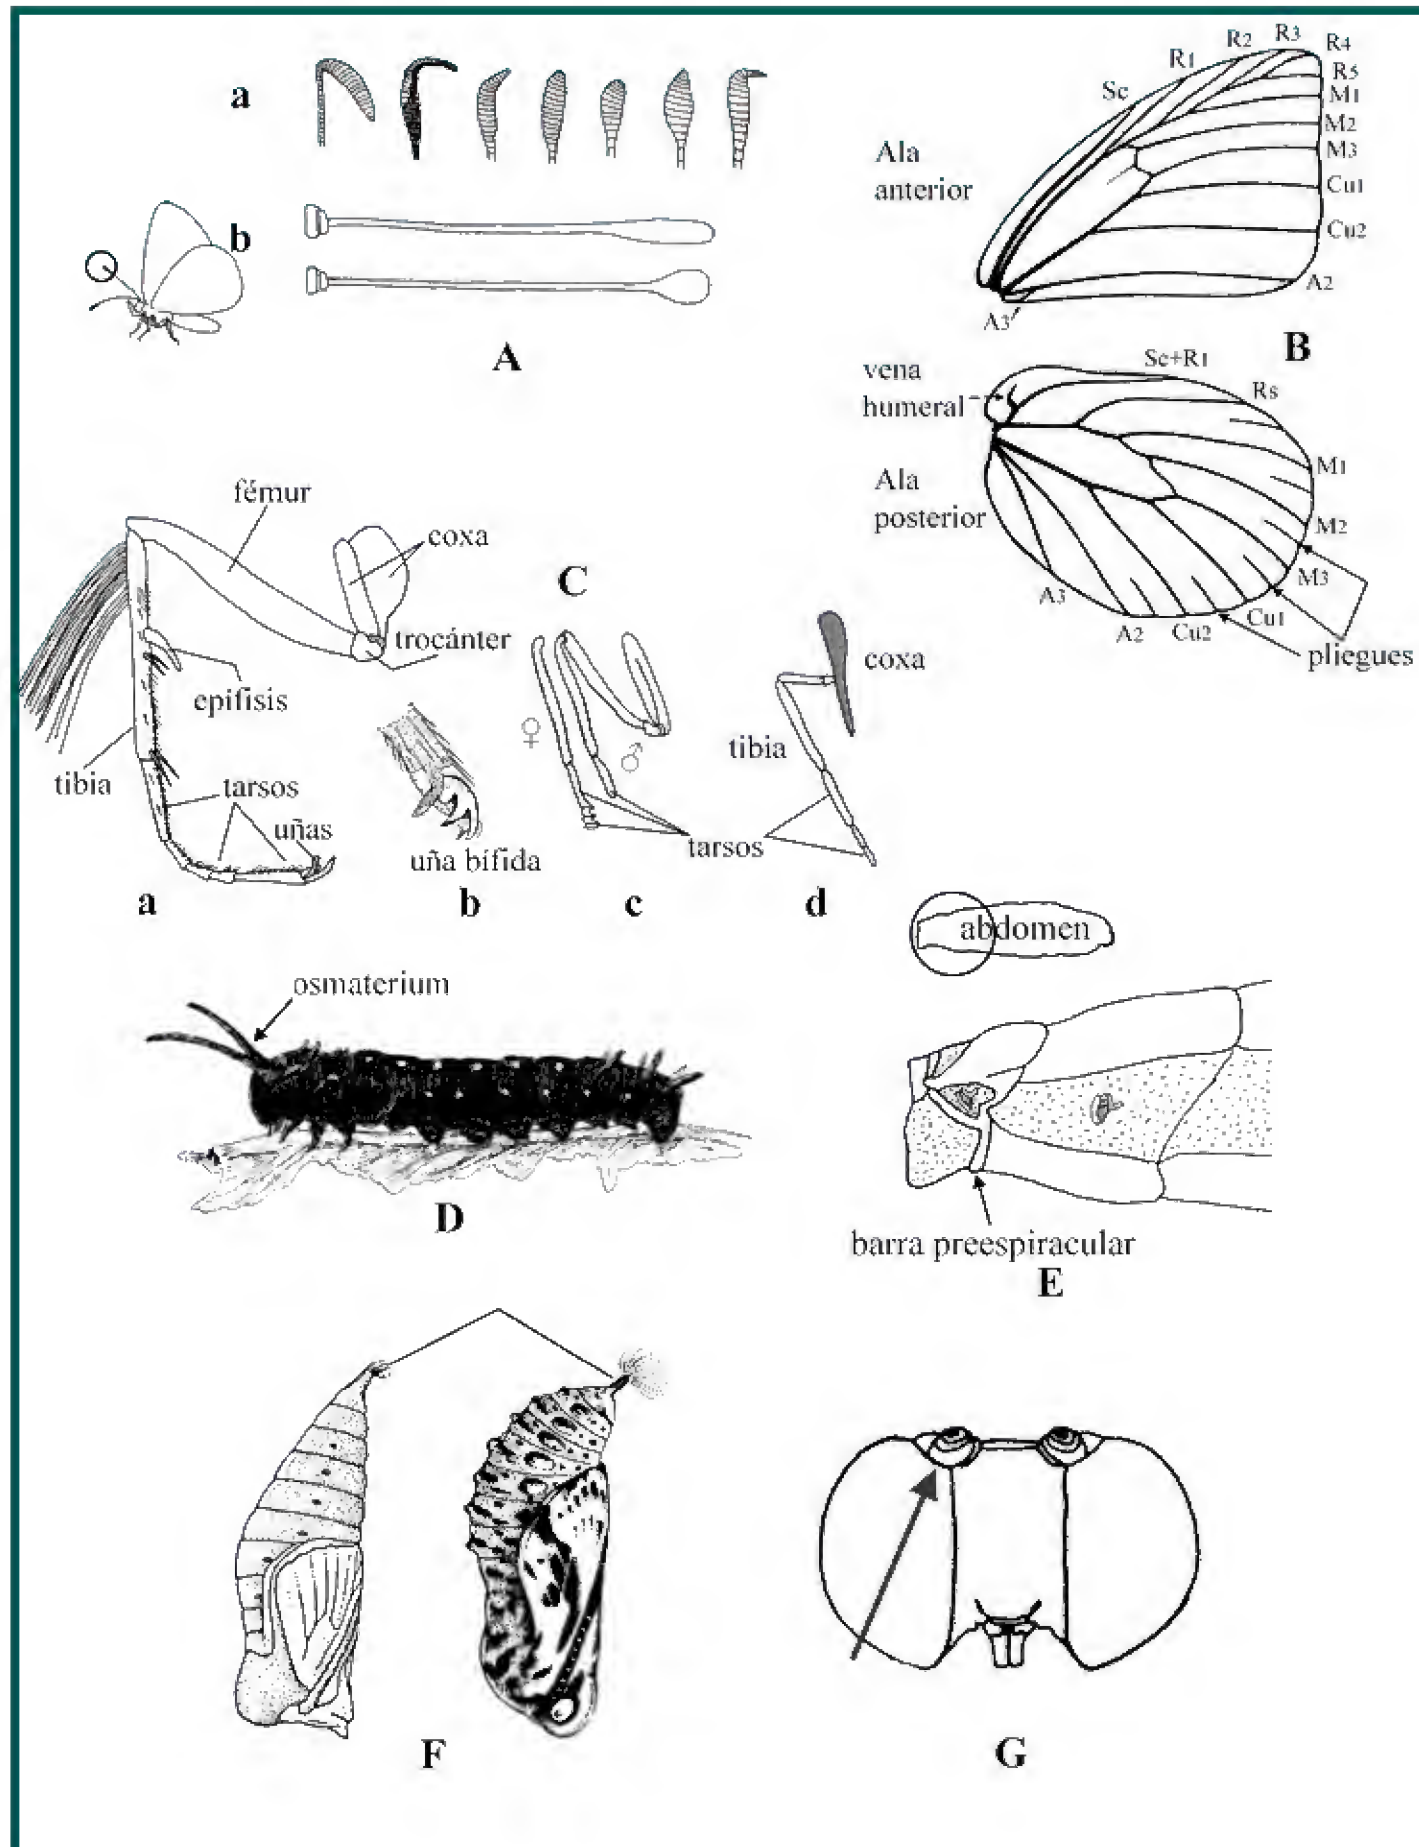 a
b
A
Ala
anterior
Sc
R1
R2
R3
R4
R5
M1
M2
M3
Cu1
Cu2
A2
A3
B
vena
humeral
Ala
posterior
Sc+R1
Rs
M1
M2
M3
Cu1
Cu2
A2
A3
pliegues
C
fémur
coxa
trocánter
epífisis
tibia
tarsos
uñas
a
uña bífida
b
♀
♂
c
tarsos
coxa
tibia
d
osmaterium
D
abdomen
barra preespiracular
E
F
G